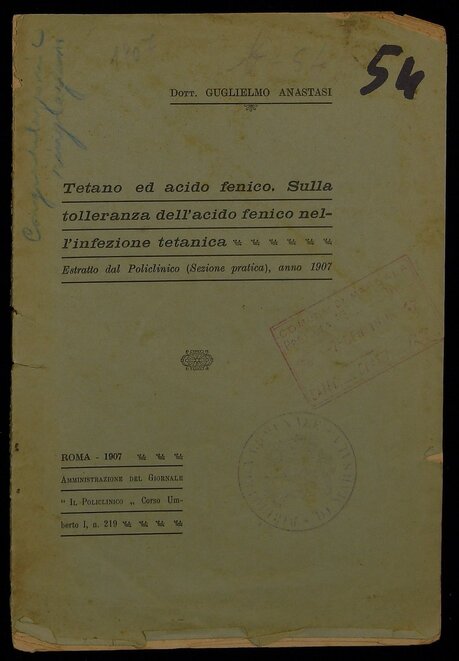 54
Dott. GUGLIELMO ANASTASI
Tetano ed acido fenico. Sulla
tolleranza dell'acido fenico nel-
l'infezione tetanica
Estratto dal Policlinico (Sezione pratica), anno 1907
ROMA - 1907
Amministrazione del Giornale
" Il Policlinico „ Corso Um-
berto I, n. 219